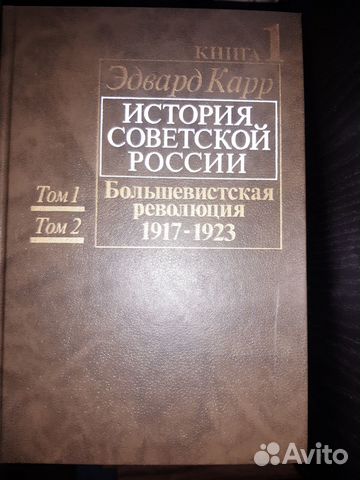 КНИГА 1
Эдвард Карр
ИСТОРИЯ
СОВЕТСКОЙ
РОССИИ
Том 1
Том 2
Большевистская
революция
1917-1923
Avito